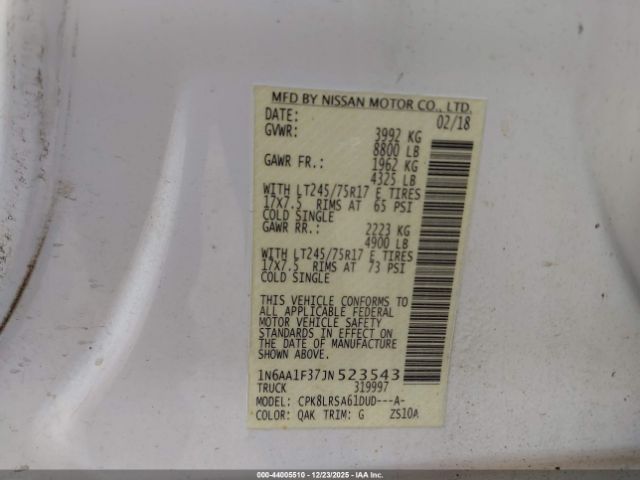 MFD BY NISSAN MOTOR CO., LTD.
DATE: 02/18
GVWR: 3992 KG
8800 LB
GAWR FR.: 1962 KG
4325 LB
WITH LT245/75R17 E TIRES
17X7.5 RIMS AT 65 PSI
COLD SINGLE
GAWR RR.: 2223 KG
4900 LB
WITH LT245/75R17 E TIRES
17X7.5 RIMS AT 73 PSI
COLD SINGLE
THIS VEHICLE CONFORMS TO
ALL APPLICABLE FEDERAL
MOTOR VEHICLE SAFETY
STANDARDS IN EFFECT ON
THE DATE OF MANUFACTURE
SHOWN ABOVE.
1N6AA1F37JN523543
TRUCK 319997
MODEL: CPK8LRSA61DUD---A-
COLOR: QAK TRIM: G ZS10A
000-44005510 - 12/23/2025 - IAA Inc.